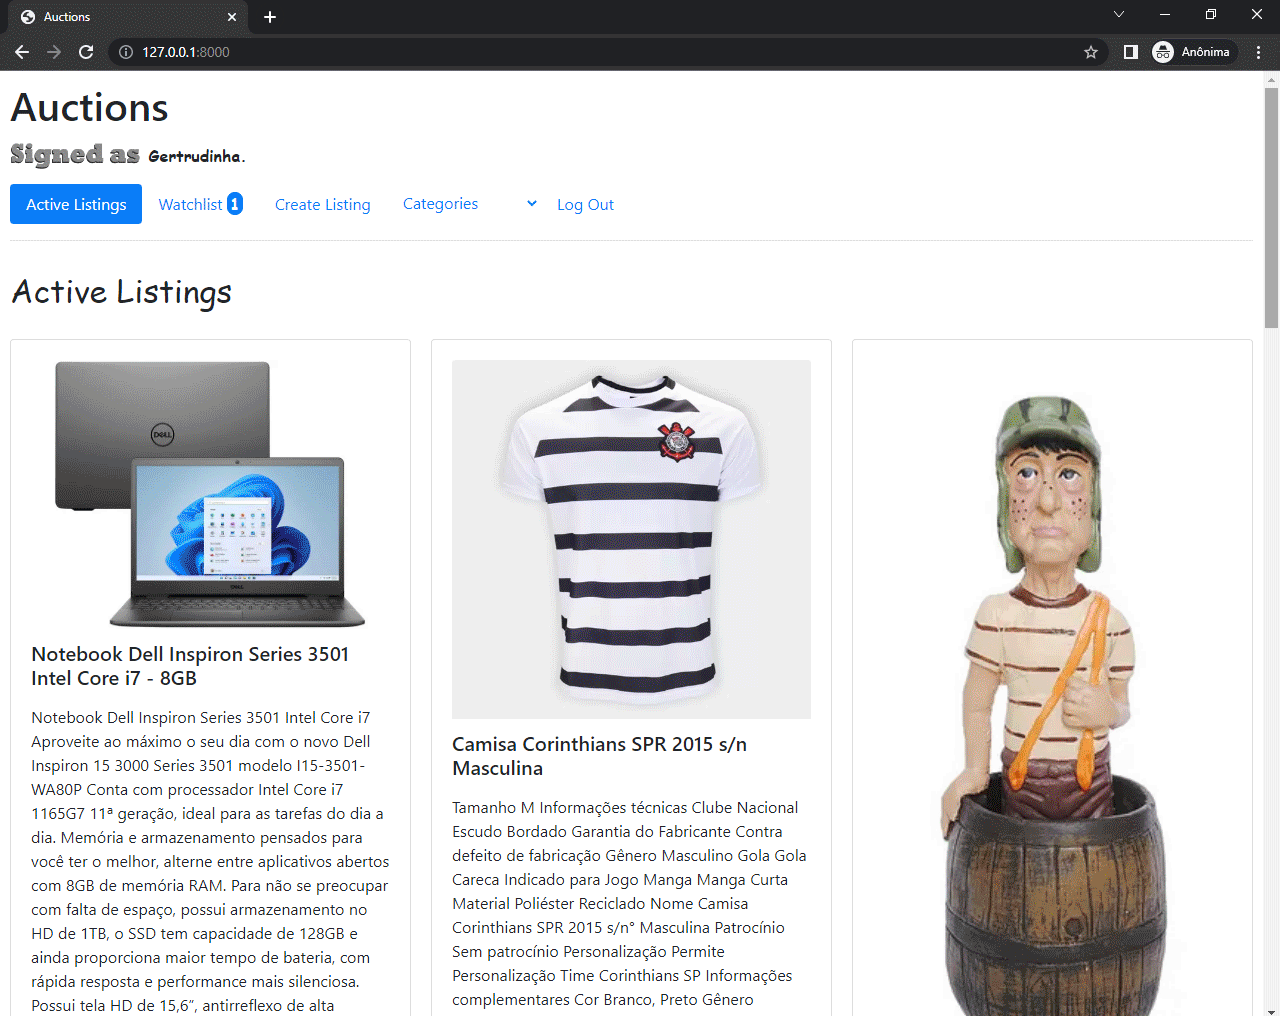 Auctions
127.0.0.1:8000
Anônima
Auctions
Signed as Gertrudinha.
Active Listings Watchlist 1 Create Listing Categories Log Out
Active Listings
DELL
DELL
Notebook Dell Inspiron Series 3501
Intel Core i7 - 8GB
Notebook Dell Inspiron Series 3501 Intel Core i7
Aproveite ao máximo o seu dia com o novo Dell
Inspiron 15 3000 Series 3501 modelo I15-3501-
WA80P Conta com processador Intel Core i7
1165G7 11ª geração, ideal para as tarefas do dia a
dia. Memória e armazenamento pensados para
você ter o melhor, alterne entre aplicativos abertos
com 8GB de memória RAM. Para não se preocupar
com falta de espaço, possui armazenamento no
HD de 1TB, o SSD tem capacidade de 128GB e
ainda proporciona maior tempo de bateria, com
rápida resposta e performance mais silenciosa.
Possui tela HD de 15,6”, antirreflexo de alta
Camisa Corinthians SPR 2015 s/n
Masculina
Tamanho M Informações técnicas Clube Nacional
Escudo Bordado Garantia do Fabricante Contra
defeito de fabricação Gênero Masculino Gola Gola
Careca Indicado para Jogo Manga Manga Curta
Material Poliéster Reciclado Nome Camisa
Corinthians SPR 2015 s/n° Masculina Patrocínio
Sem patrocínio Personalização Permite
Personalização Time Corinthians SP Informações
complementares Cor Branco, Preto Gênero